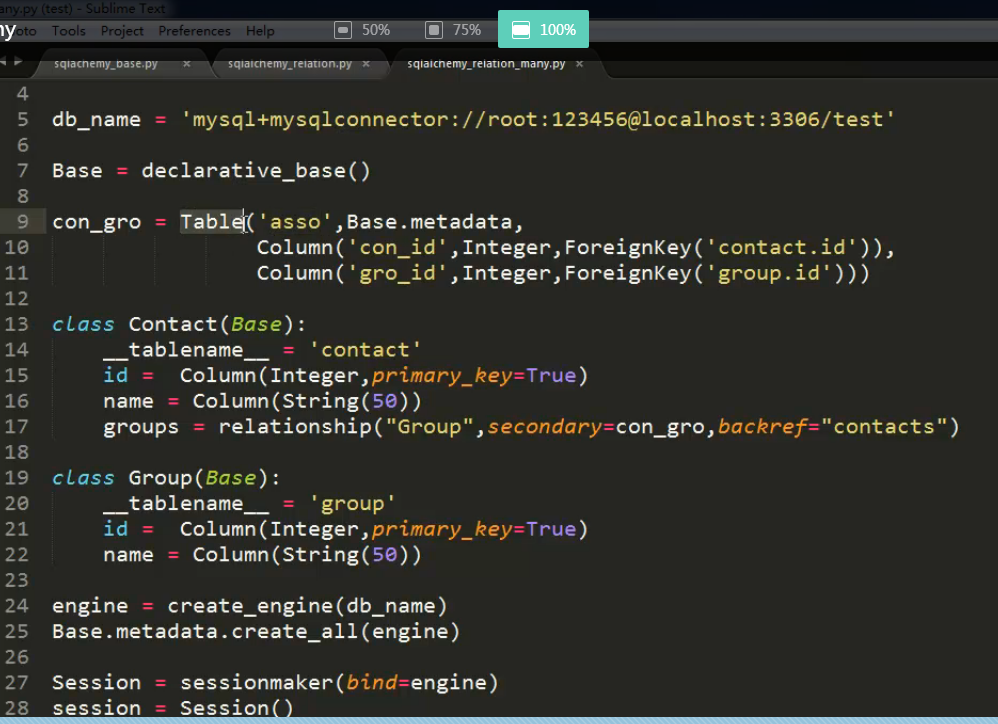 any.py (test) - Sublime Text
ny oto Tools Project Preferences Help 50% 75% 100%
sqlachemy_base.py × sqlalchemy_relation.py × sqlalchemy_relation_many.py ×
4
5 db_name = 'mysql+mysqlconnector://root:123456@localhost:3306/test'
6
7 Base = declarative_base()
8
9 con_gro = Table('asso',Base.metadata,
10 Column('con_id',Integer,ForeignKey('contact.id')),
11 Column('gro_id',Integer,ForeignKey('group.id')))
12
13 class Contact(Base):
14 __tablename__ = 'contact'
15 id =  Column(Integer,primary_key=True)
16 name = Column(String(50))
17 groups = relationship("Group",secondary=con_gro,backref="contacts")
18
19 class Group(Base):
20 __tablename__ = 'group'
21 id =  Column(Integer,primary_key=True)
22 name = Column(String(50))
23
24 engine = create_engine(db_name)
25 Base.metadata.create_all(engine)
26
27 Session = sessionmaker(bind=engine)
28 session = Session()